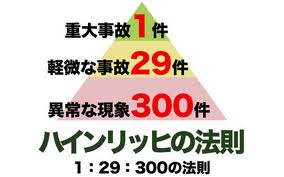 重大事故1件
軽微な事故29件
異常な現象300件
ハインリッヒの法則
1：29：300の法則